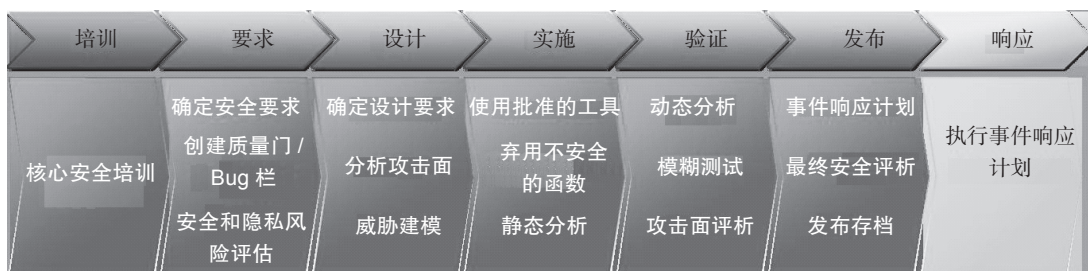 培训
要求
设计
实施
验证
发布
响应
核心安全培训
确定安全要求
创建质量门 /
Bug 栏
安全和隐私风
险评估
确定设计要求
分析攻击面
威胁建模
使用批准的工具
弃用不安全
的函数
静态分析
动态分析
模糊测试
攻击面评析
事件响应计划
最终安全评析
发布存档
执行事件响应
计划